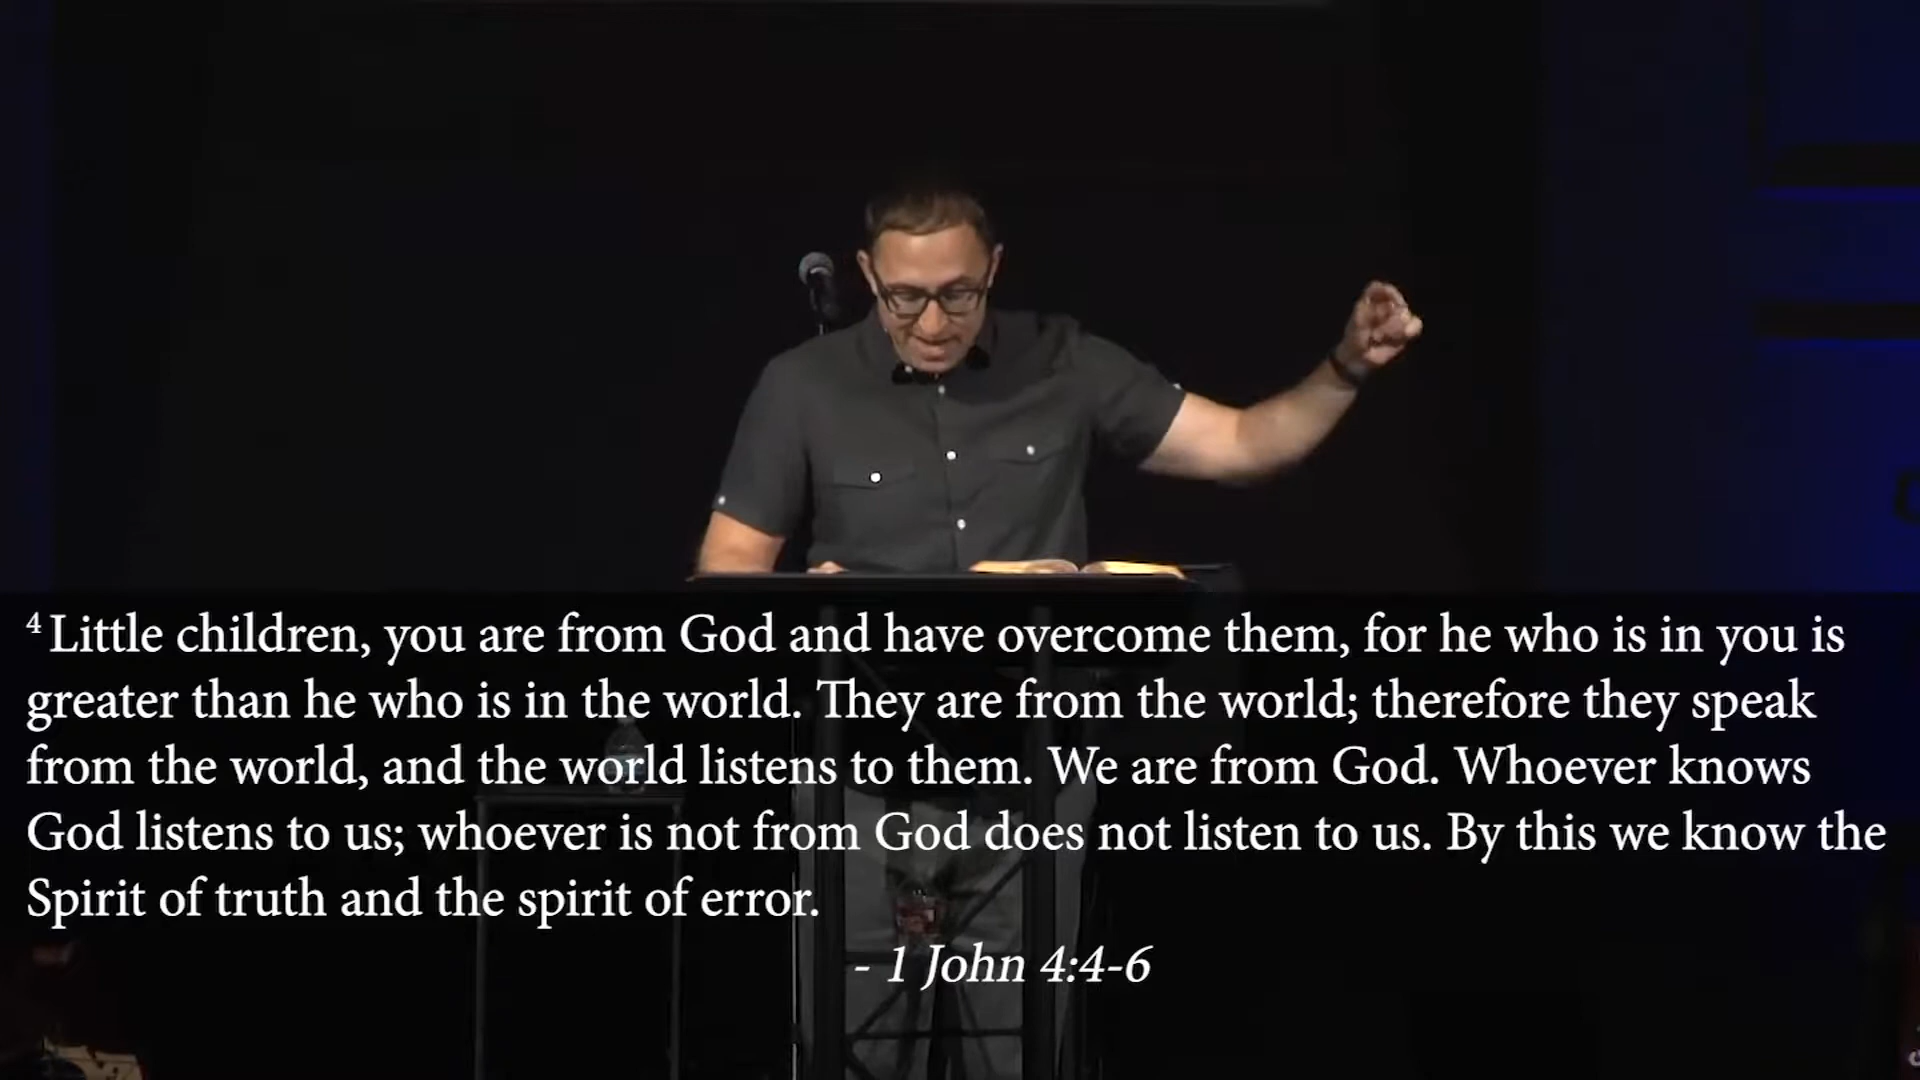 4 Little children, you are from God and have overcome them, for he who is in you is
greater than he who is in the world. They are from the world; therefore they speak
from the world, and the world listens to them. We are from God. Whoever knows
God listens to us; whoever is not from God does not listen to us. By this we know the
Spirit of truth and the spirit of error.
- 1 John 4:4-6